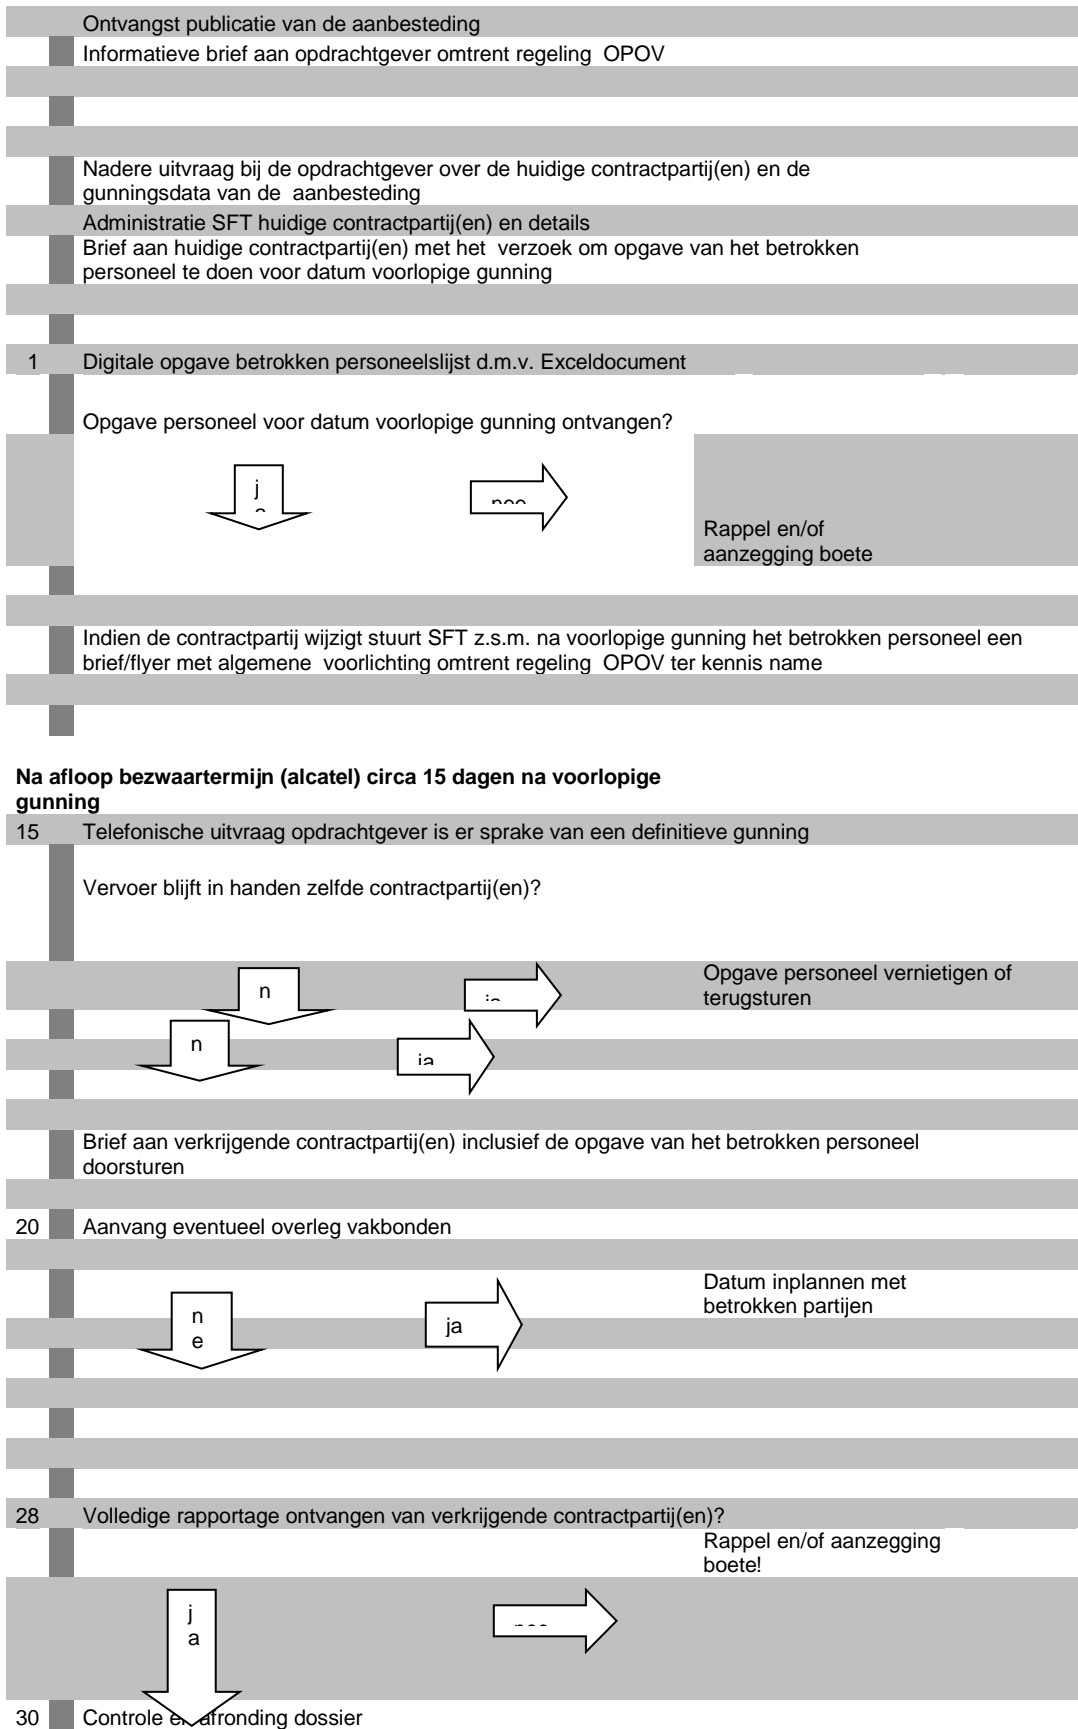 Ontvangst publicatie van de aanbesteding
Informatieve brief aan opdrachtgever omtrent regeling OPOV
Nadere uitvraag bij de opdrachtgever over de huidige contractpartij(en) en de
gunningsdata van de aanbesteding
Administratie SFT huidige contractpartij(en) en details
Brief aan huidige contractpartij(en) met het verzoek om opgave van het betrokken
personeel te doen voor datum voorlopige gunning
1 Digitale opgave betrokken personeelslijst d.m.v. Exceldocument
Opgave personeel voor datum voorlopige gunning ontvangen?
j
Rappel en/of
aanzegging boete
Indien de contractpartij wijzigt stuurt SFT z.s.m. na voorlopige gunning het betrokken personeel een
brief/flyer met algemene voorlichting omtrent regeling OPOV ter kennis name
Na afloop bezwaartermijn (alcatel) circa 15 dagen na voorlopige
gunning
15 Telefonische uitvraag opdrachtgever is er sprake van een definitieve gunning
Vervoer blijft in handen zelfde contractpartij(en)?
Opgave personeel vernietigen of
terugsturen
n
n
ja
Brief aan verkrijgende contractpartij(en) inclusief de opgave van het betrokken personeel
doorsturen
20 Aanvang eventueel overleg vakbonden
Datum inplannen met
betrokken partijen
n
e
ja
28 Volledige rapportage ontvangen van verkrijgende contractpartij(en)?
Rappel en/of aanzegging
boete!
j
a
30 Controle en afronding dossier